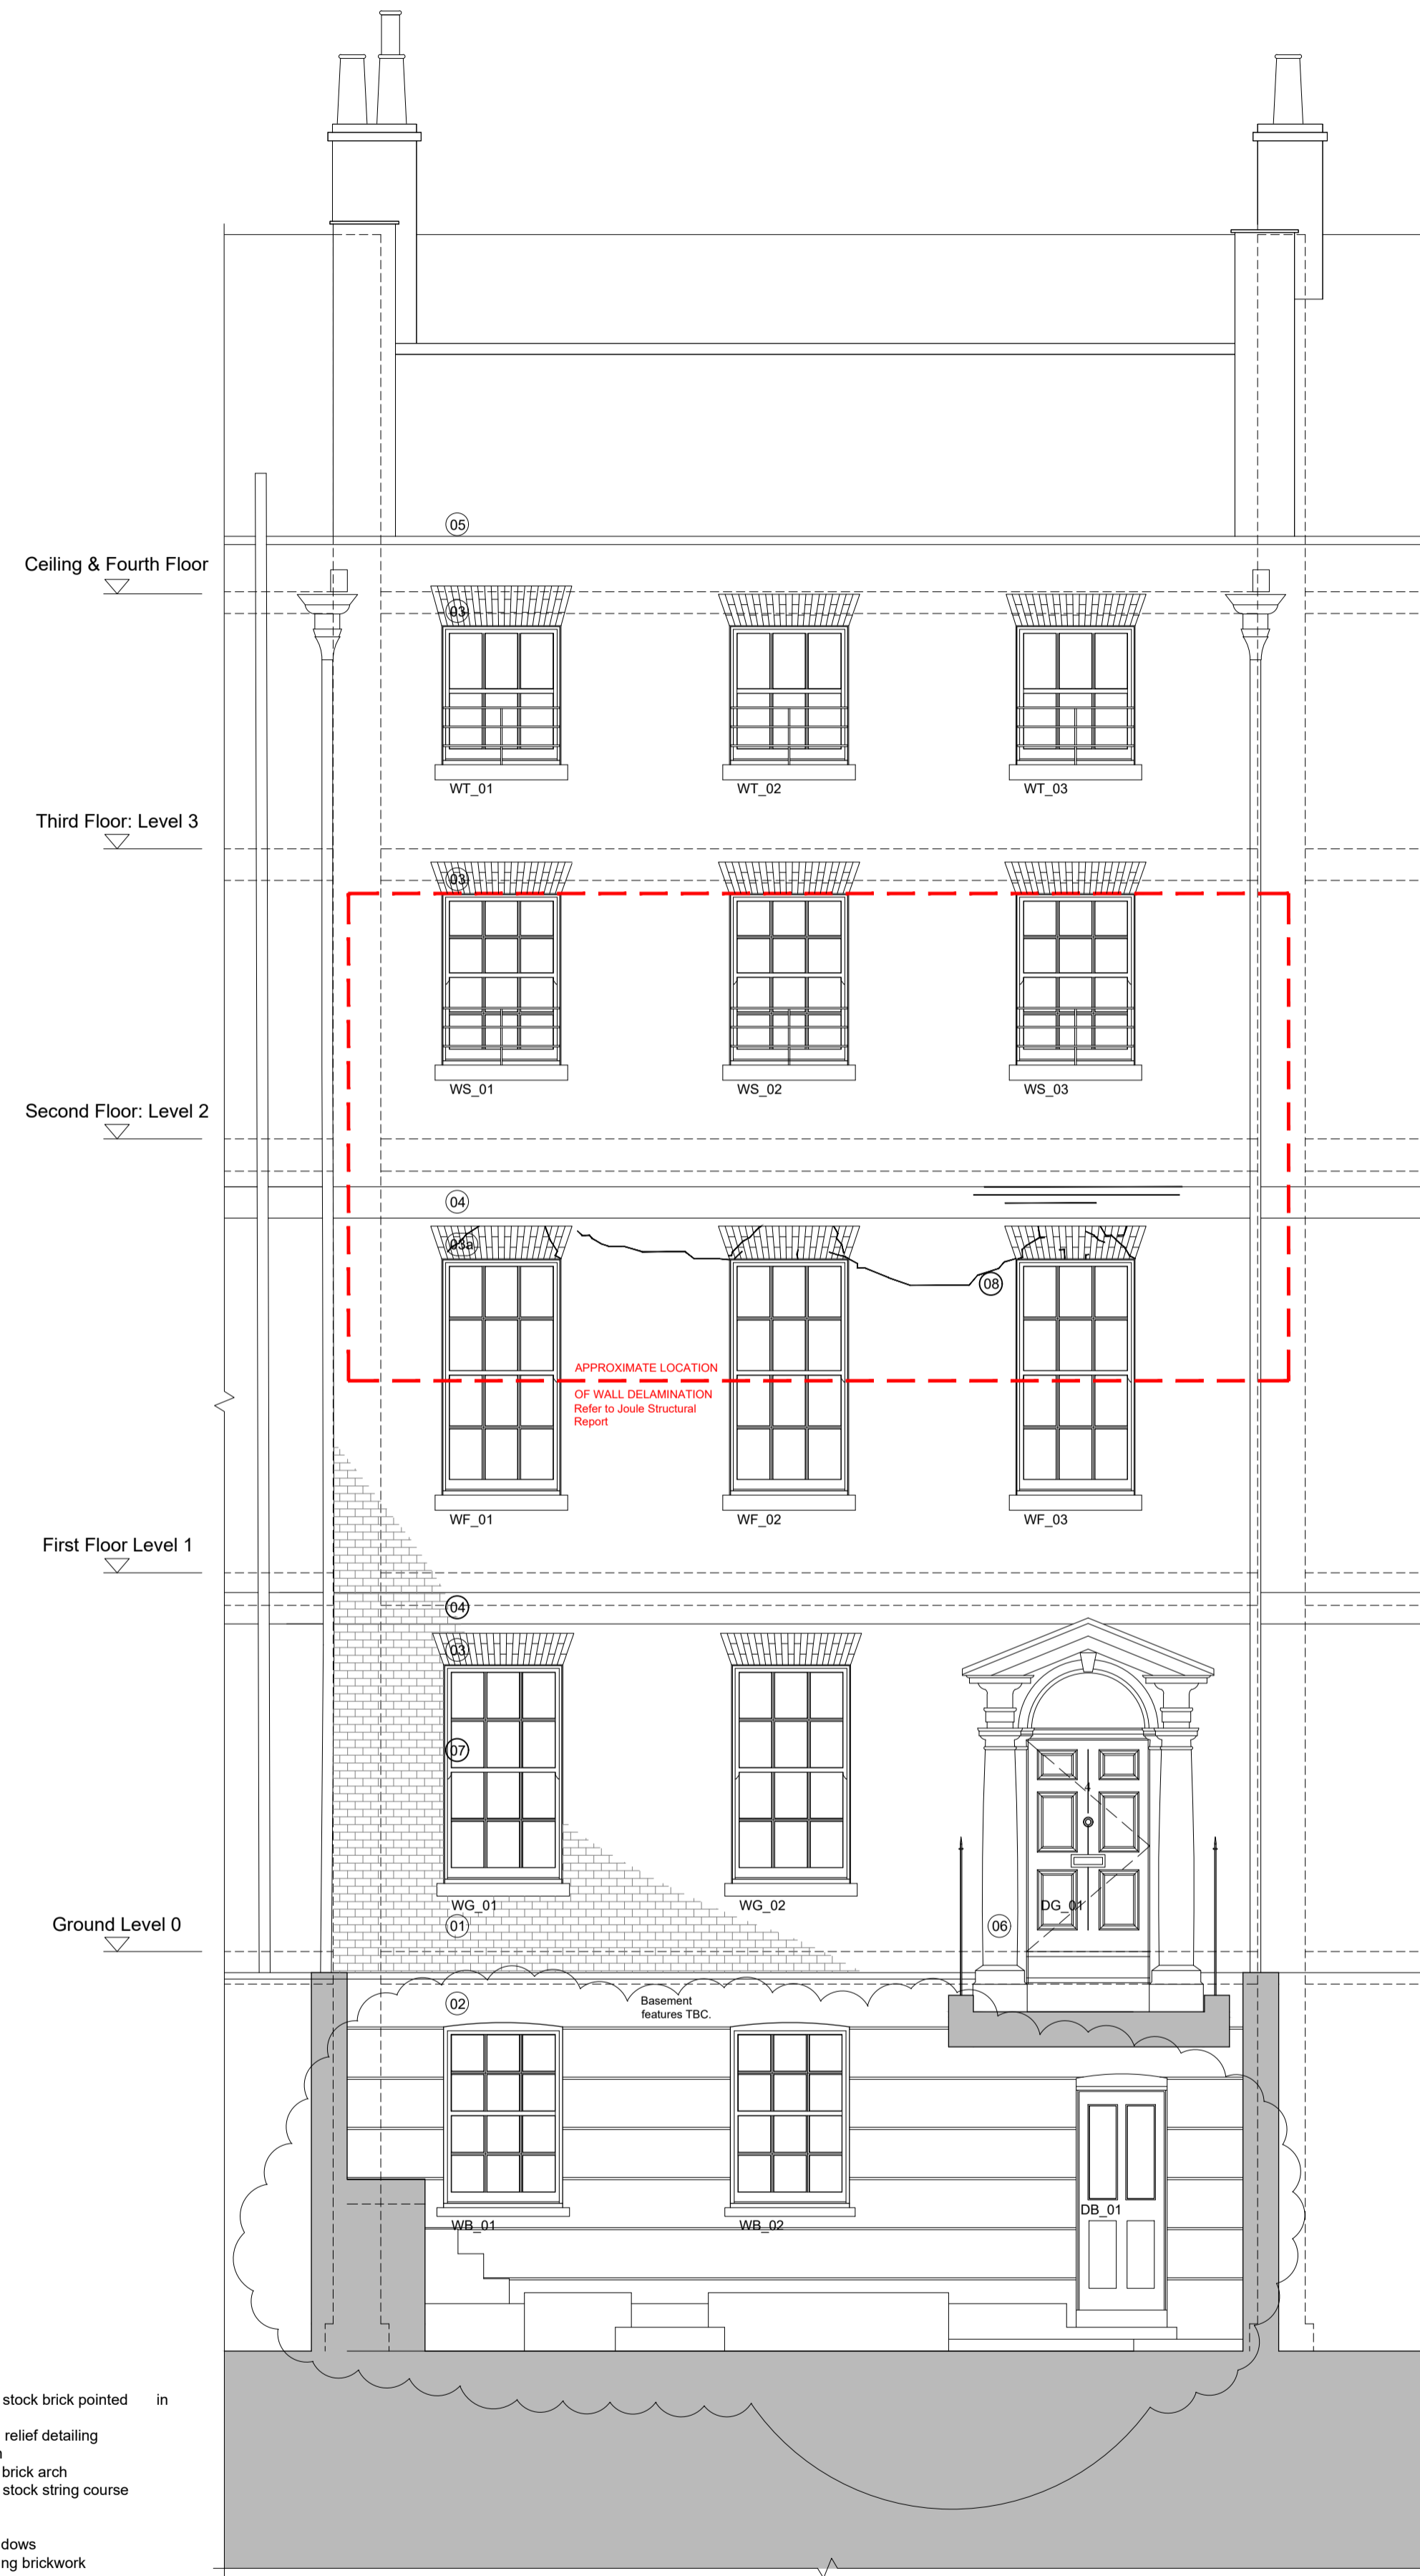 05
Ceiling & Fourth Floor
03
WT_01
WT_02
WT_03
Third Floor: Level 3
03
WS_01
WS_02
WS_03
Second Floor: Level 2
04
03a
08
APPROXIMATE LOCATION
OF WALL DELAMINATION
Refer to Joule Structural
Report
WF_01
WF_02
WF_03
First Floor Level 1
04
03
07
4
WG_01
WG_02
DG_01
Ground Level 0
01
06
02
Basement
features TBC.
WB_01
WB_02
DB_01
stock brick pointed in
relief detailing
brick arch
stock string course
dows
ng brickwork